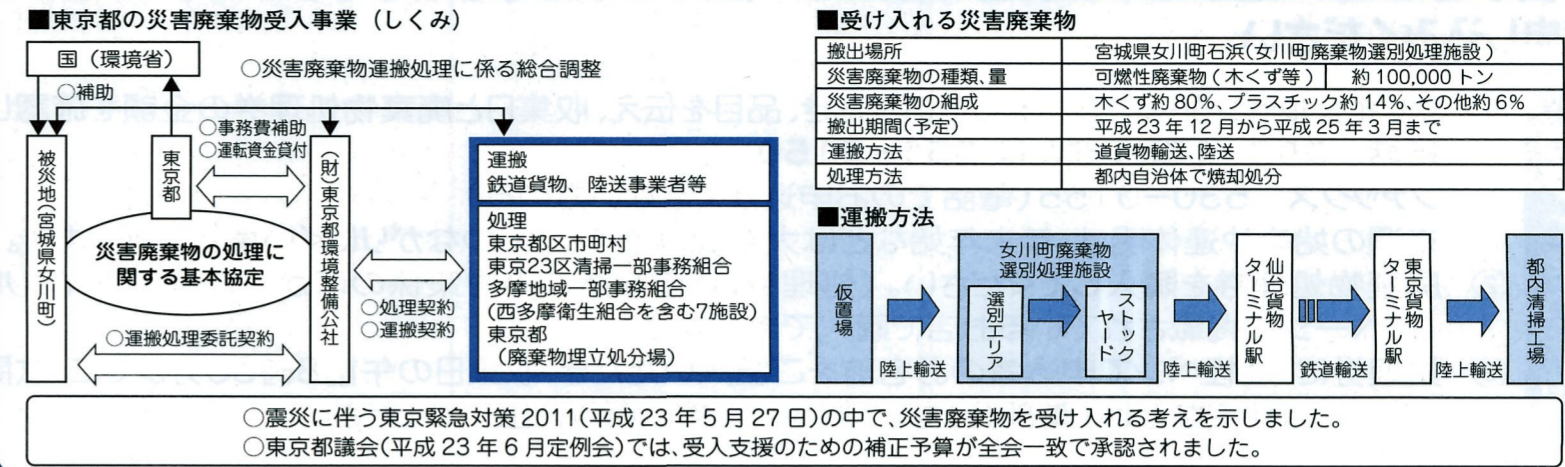 ■東京都の災害廃棄物受入事業（しくみ）
国（環境省）
○災害廃棄物運搬処理に係る総合調整
○補助
○事務費補助
○運転資金貸付
被災地（宮城県女川町）
東京都
（財）東京都環境整備公社
災害廃棄物の処理に
関する基本協定
○運搬処理委託契約
○処理契約
○運搬契約
運搬
鉄道貨物、陸送事業者等
処理
東京都区市町村
東京23区清掃一部事務組合
多摩地域一部事務組合
（西多摩衛生組合を含む7施設）
東京都
（廃棄物埋立処分場）
■受け入れる災害廃棄物
搬出場所 宮城県女川町石浜（女川町廃棄物選別処理施設）
災害廃棄物の種類、量 可燃性廃棄物（木くず等） 約100,000トン
災害廃棄物の組成 木くず約80%、プラスチック約14%、その他約6%
搬出期間（予定） 平成23年12月から平成25年3月まで
運搬方法 道貨物輸送、陸送
処理方法 都内自治体で焼却処分
■運搬方法
女川町廃棄物
選別処理施設
仮置場
陸上輸送
選別エリア
ストック
ヤード
陸上輸送
仙台貨物
ターミナル駅
鉄道輸送
東京貨物
ターミナル駅
陸上輸送
都内清掃工場
○震災に伴う東京緊急対策2011（平成23年5月27日）の中で、災害廃棄物を受け入れる考えを示しました。
○東京都議会（平成23年6月定例会）では、受入支援のための補正予算が全会一致で承認されました。